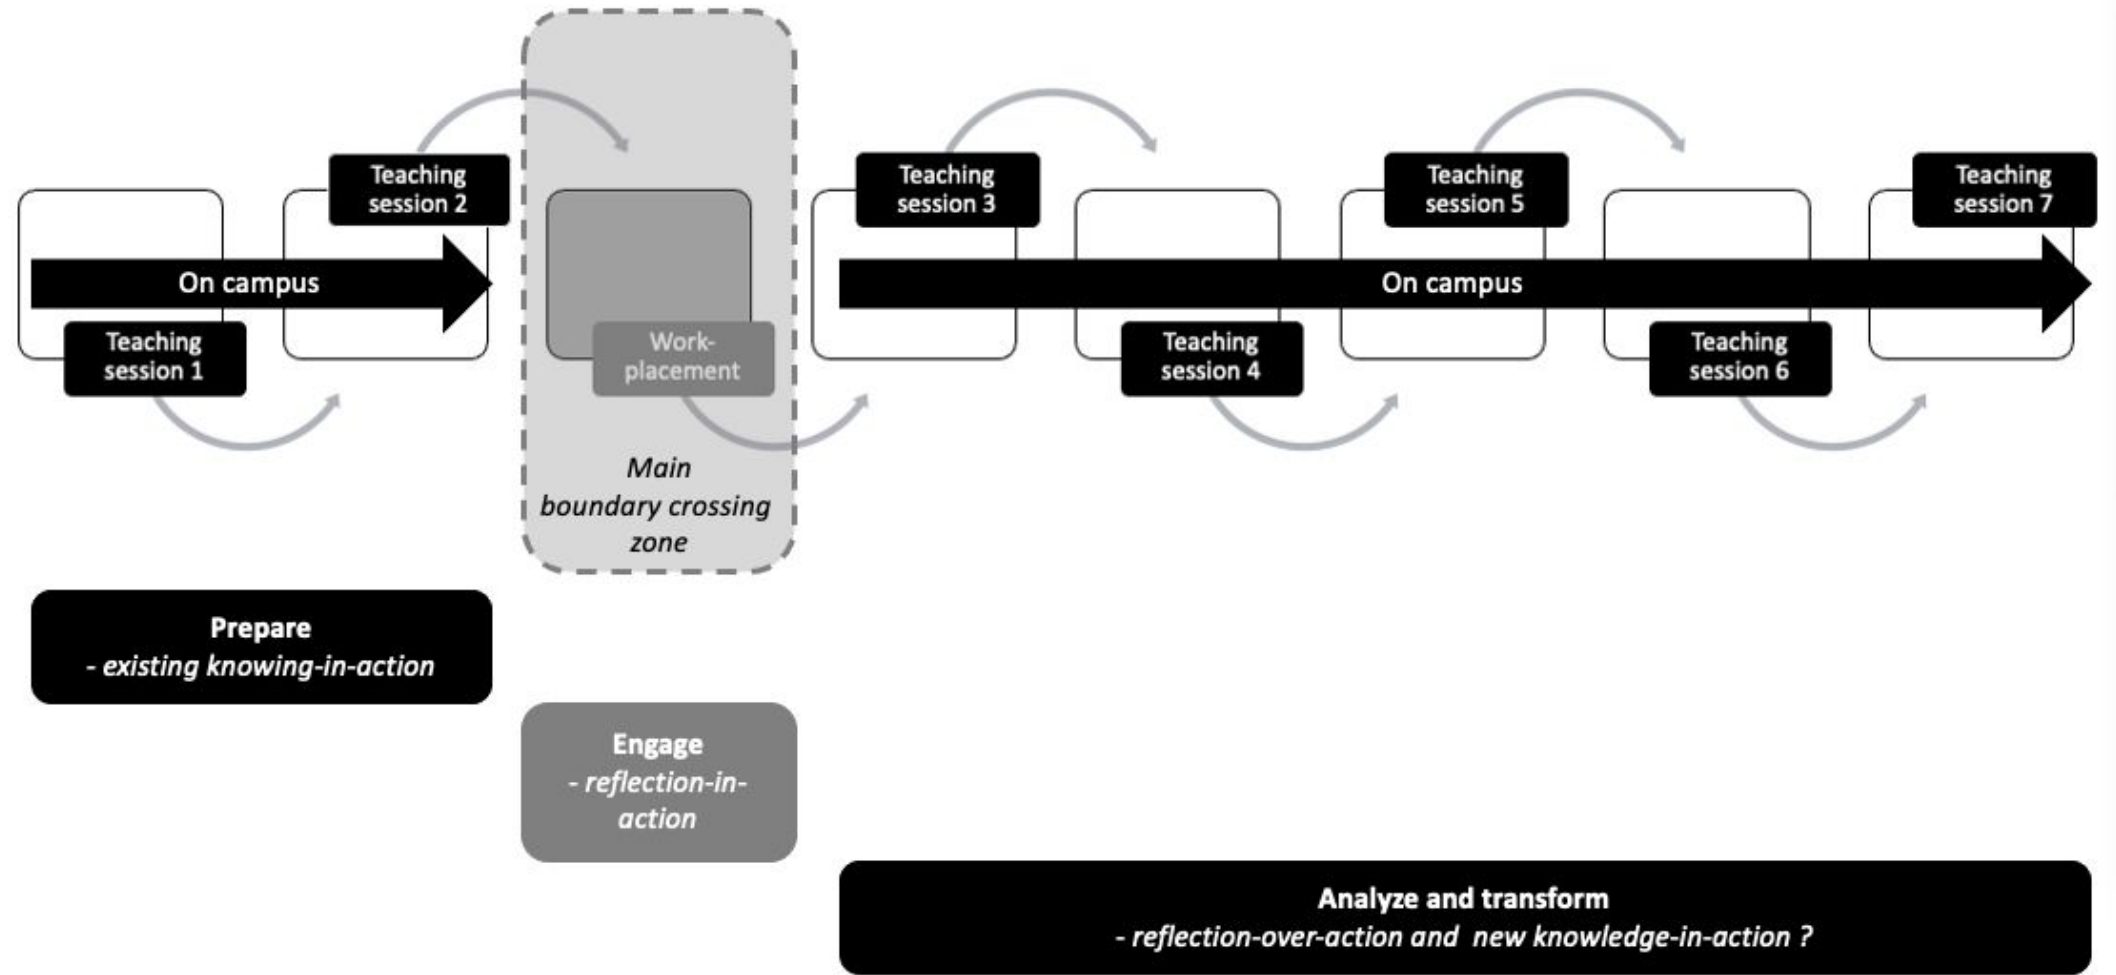 Teaching
session 2
Teaching
session 3
Teaching
session 5
Teaching
session 7
On campus
On campus
Teaching
session 1
Work-
placement
Teaching
session 4
Teaching
session 6
Main
boundary crossing
zone
Prepare
- existing knowing-in-action
Engage
- reflection-in-
action
Analyze and transform
- reflection-over-action and  new knowledge-in-action ?